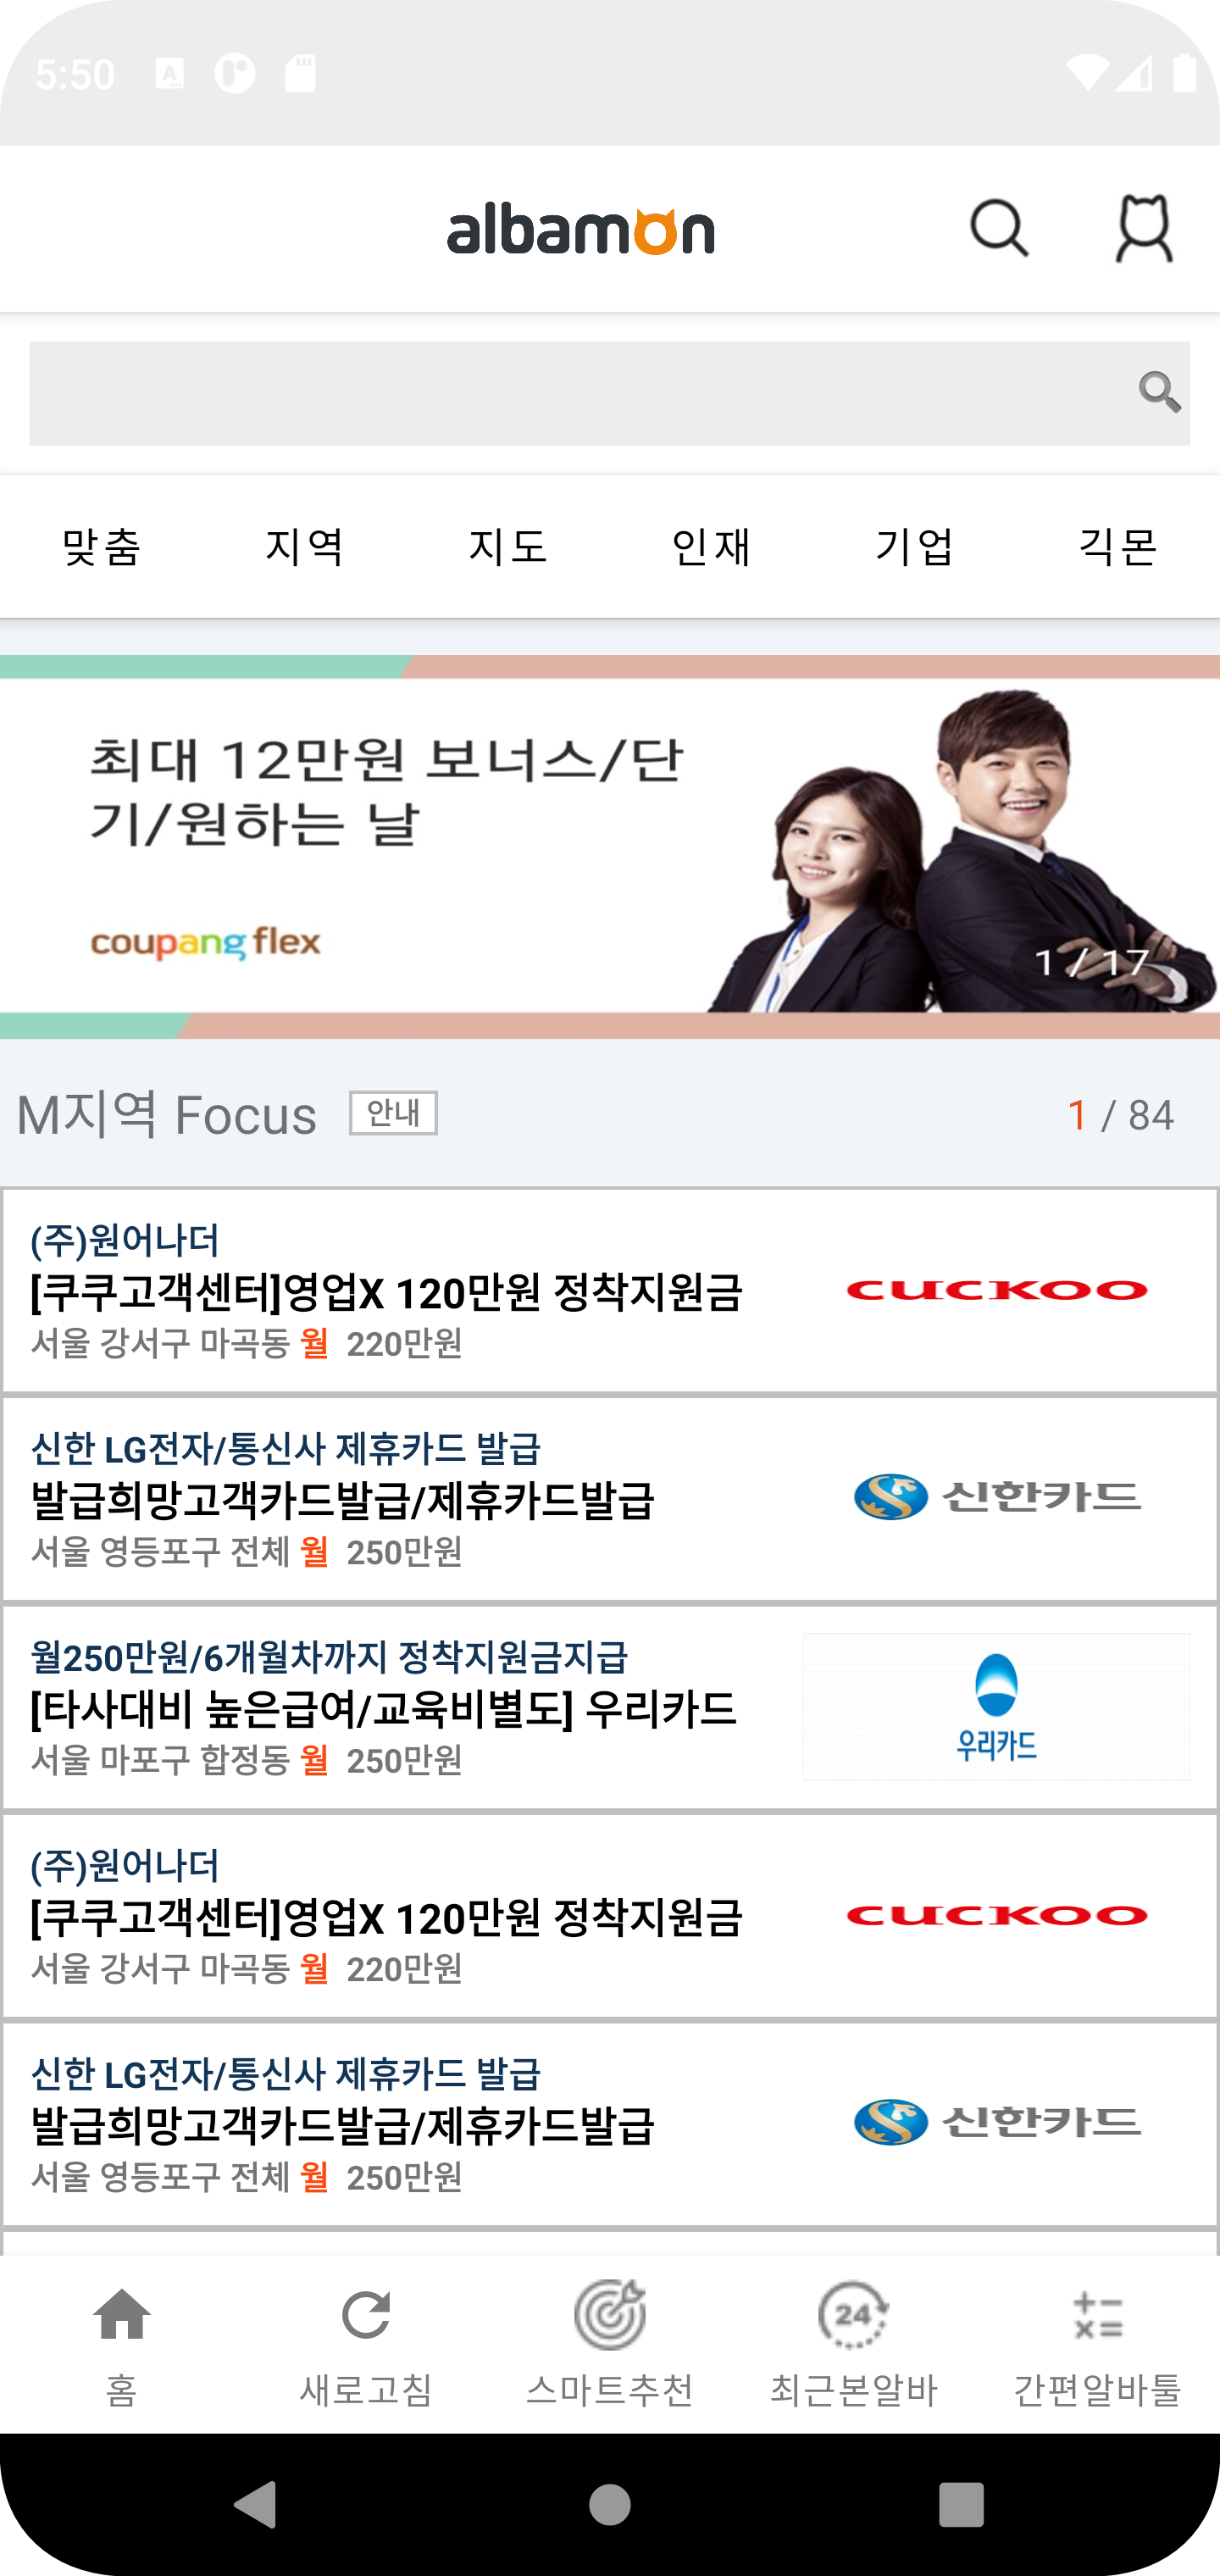 5:50
albamon
맞춤 지역 지도 인재 기업 긱몬
최대 12만원 보너스/단
기/원하는 날
coupang flex
1 / 17
M지역 Focus 안내 1 / 84
(주)원어나더
[쿠쿠고객센터]영업X 120만원 정착지원금
서울 강서구 마곡동 월 220만원
CUCKOO
신한 LG전자/통신사 제휴카드 발급
발급희망고객카드발급/제휴카드발급
서울 영등포구 전체 월 250만원
신한카드
월250만원/6개월차까지 정착지원금지급
[타사대비 높은급여/교육비별도] 우리카드
서울 마포구 합정동 월 250만원
우리카드
(주)원어나더
[쿠쿠고객센터]영업X 120만원 정착지원금
서울 강서구 마곡동 월 220만원
CUCKOO
신한 LG전자/통신사 제휴카드 발급
발급희망고객카드발급/제휴카드발급
서울 영등포구 전체 월 250만원
신한카드
24
홈 새로고침 스마트추천 최근본알바 간편알바툴